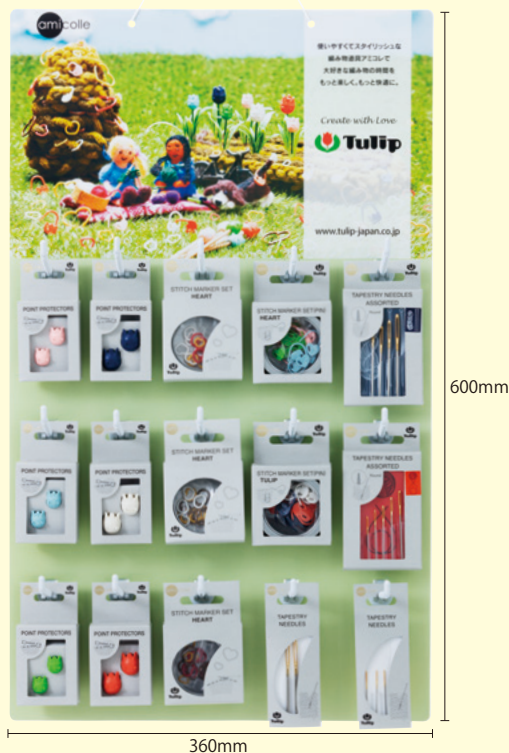 amicolle
使いやすくてスタイリッシュな
編み物道具アミコレで
大好きな編み物の時間を
もっと楽しく、もっと快適に。
Create with Love
Tulip
www.tulip-japan.co.jp
POINT PROTECTORS
POINT PROTECTORS
STITCH MARKER SET
HEART
Tulip
STITCH MARKER SET(PIN)
HEART
TAPESTRY NEEDLES
ASSORTED
POINT PROTECTORS
POINT PROTECTORS
STITCH MARKER SET
HEART
Tulip
STITCH MARKER SET(PIN)
TULIP
TAPESTRY NEEDLES
ASSORTED
POINT PROTECTORS
POINT PROTECTORS
STITCH MARKER SET
HEART
Tulip
TAPESTRY
NEEDLES
Tulip
TAPESTRY
NEEDLES
Tulip
600mm
360mm